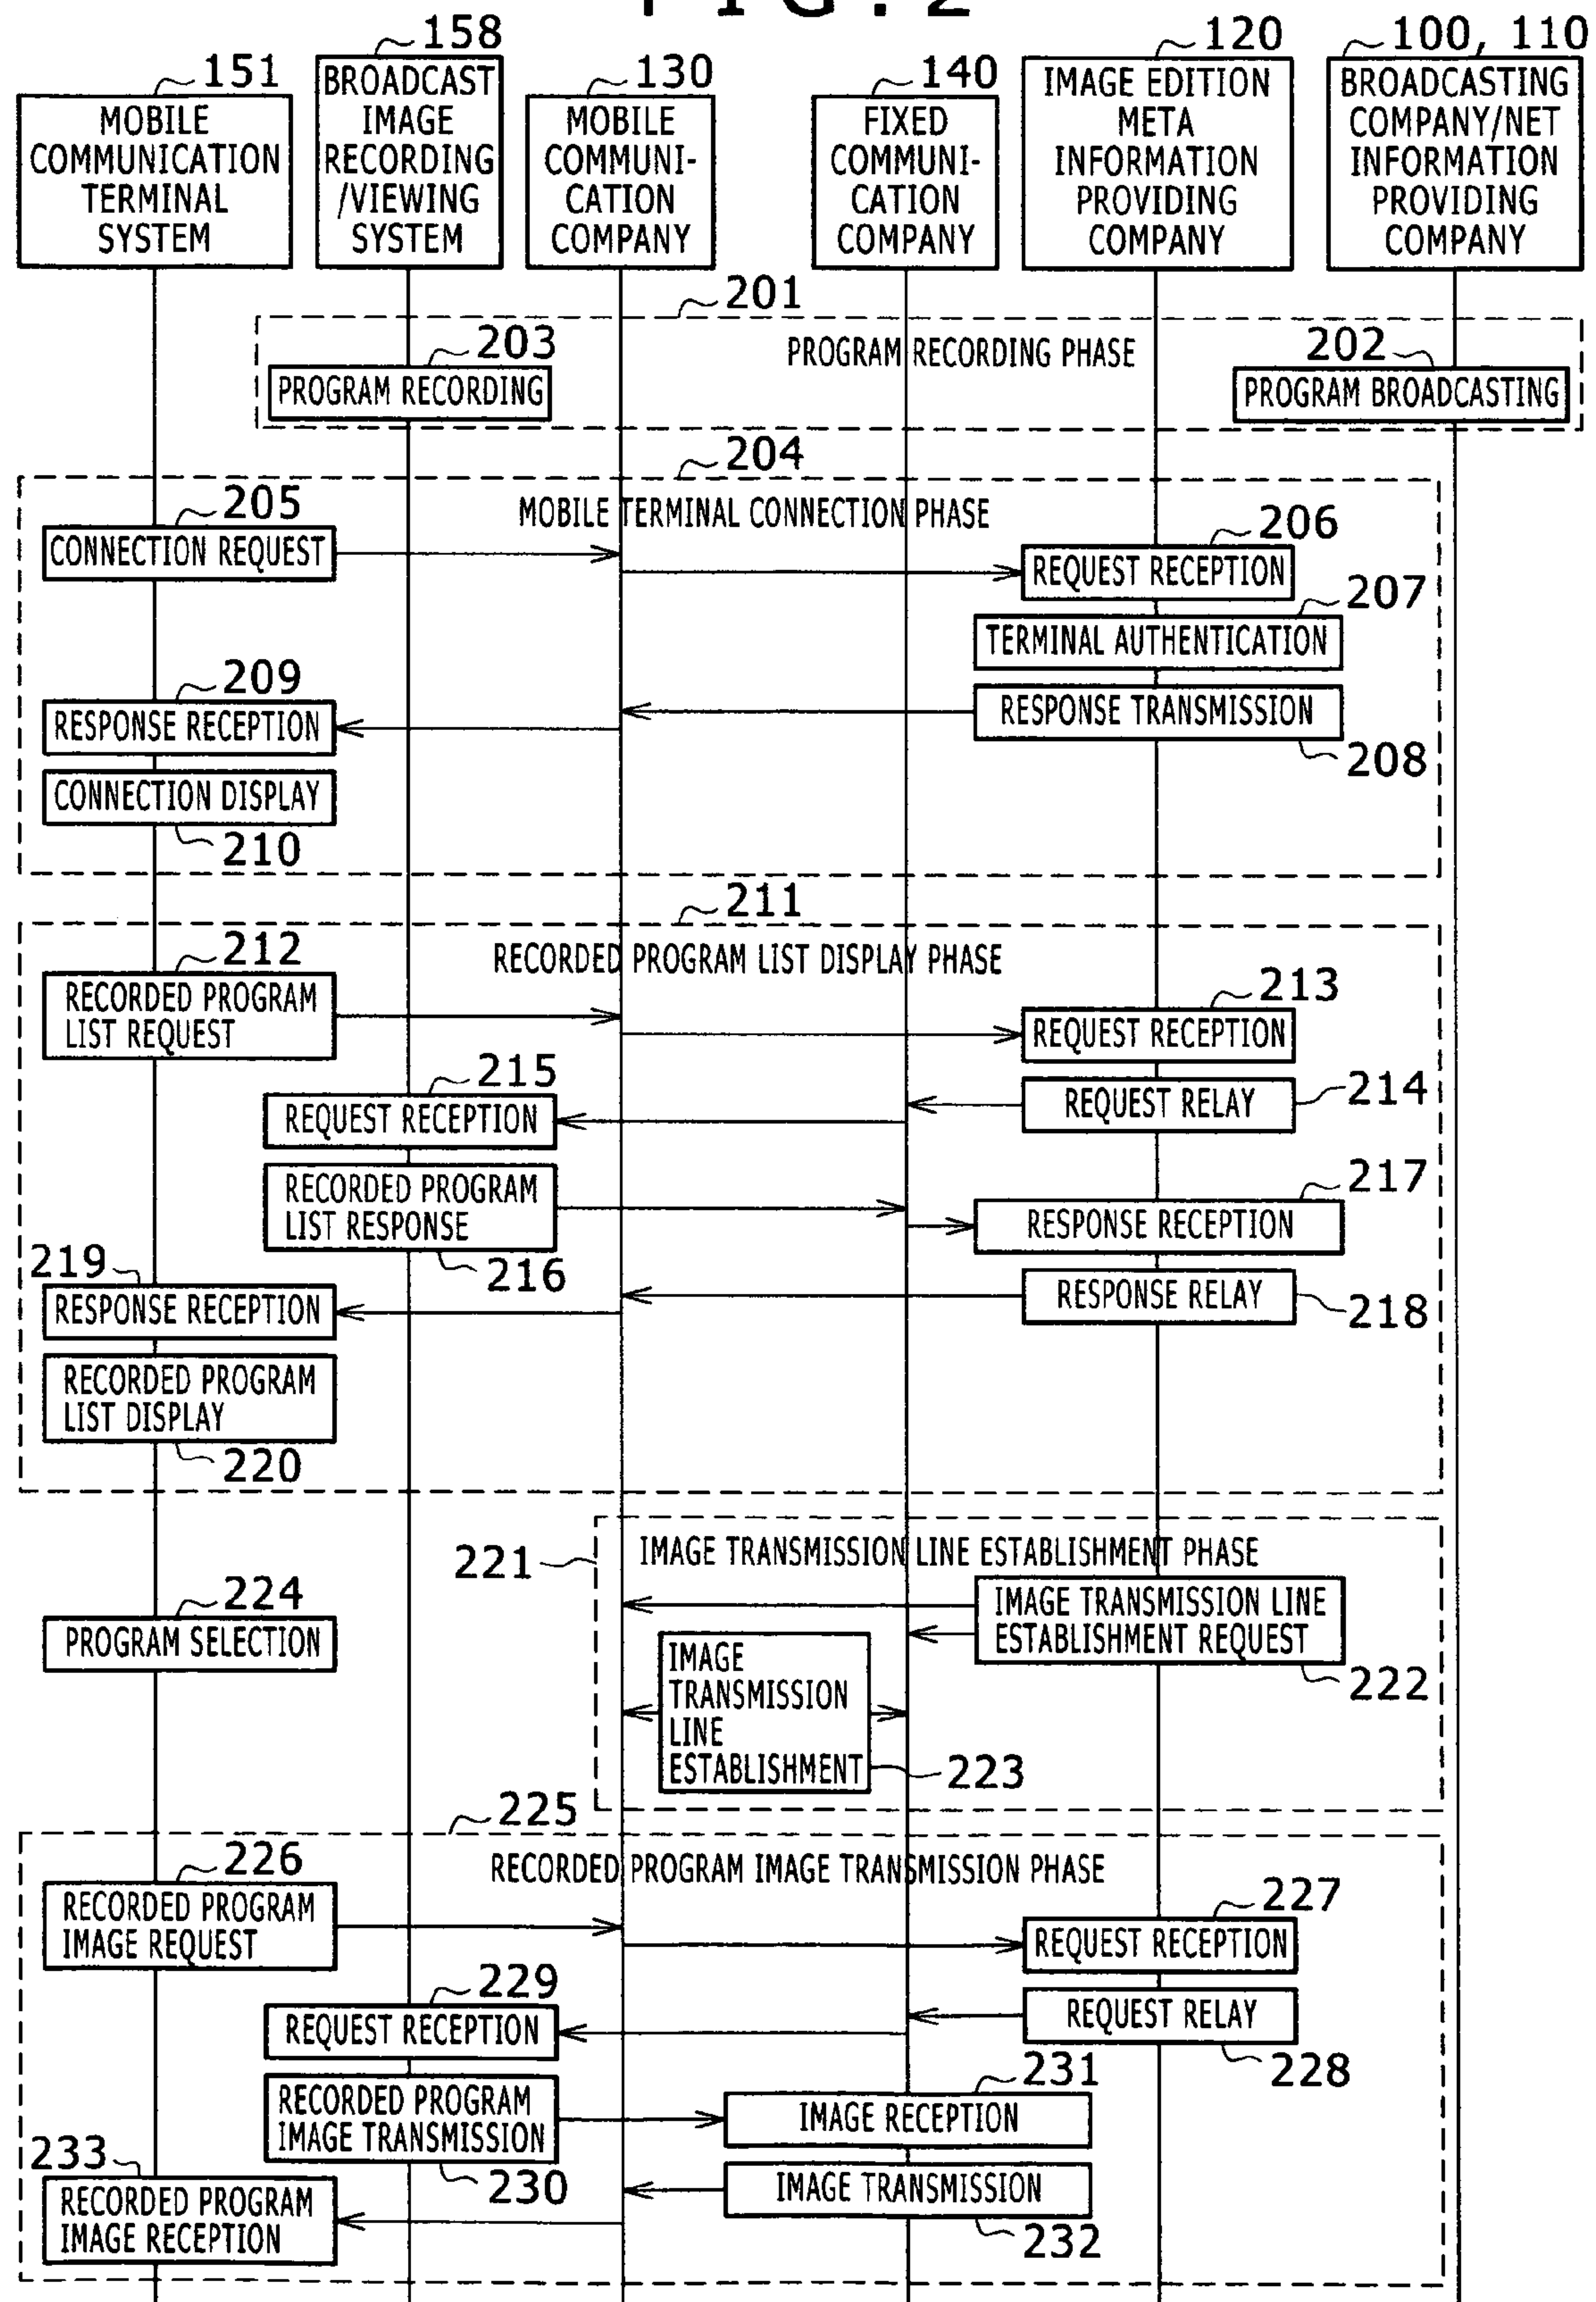 FIG. 2
151
MOBILE
COMMUNICATION
TERMINAL
SYSTEM
158
BROADCAST
IMAGE
RECORDING
/VIEWING
SYSTEM
130
MOBILE
COMMUNI-
CATION
COMPANY
140
FIXED
COMMUNI-
CATION
COMPANY
120
IMAGE EDITION
META
INFORMATION
PROVIDING
COMPANY
100, 110
BROADCASTING
COMPANY/NET
INFORMATION
PROVIDING
COMPANY
201
PROGRAM RECORDING PHASE
203
PROGRAM RECORDING
202
PROGRAM BROADCASTING
204
MOBILE TERMINAL CONNECTION PHASE
205
CONNECTION REQUEST
206
REQUEST RECEPTION
207
TERMINAL AUTHENTICATION
209
RESPONSE RECEPTION
RESPONSE TRANSMISSION
208
CONNECTION DISPLAY
210
211
RECORDED PROGRAM LIST DISPLAY PHASE
212
RECORDED PROGRAM
LIST REQUEST
213
REQUEST RECEPTION
215
REQUEST RECEPTION
REQUEST RELAY
214
RECORDED PROGRAM
LIST RESPONSE
216
217
RESPONSE RECEPTION
219
RESPONSE RECEPTION
RESPONSE RELAY
218
RECORDED PROGRAM
LIST DISPLAY
220
221
IMAGE TRANSMISSION LINE ESTABLISHMENT PHASE
224
PROGRAM SELECTION
IMAGE TRANSMISSION LINE
ESTABLISHMENT REQUEST
222
IMAGE
TRANSMISSION
LINE
ESTABLISHMENT
223
225
RECORDED PROGRAM IMAGE TRANSMISSION PHASE
226
RECORDED PROGRAM
IMAGE REQUEST
227
REQUEST RECEPTION
229
REQUEST RECEPTION
REQUEST RELAY
228
RECORDED PROGRAM
IMAGE TRANSMISSION
230
231
IMAGE RECEPTION
233
RECORDED PROGRAM
IMAGE RECEPTION
IMAGE TRANSMISSION
232